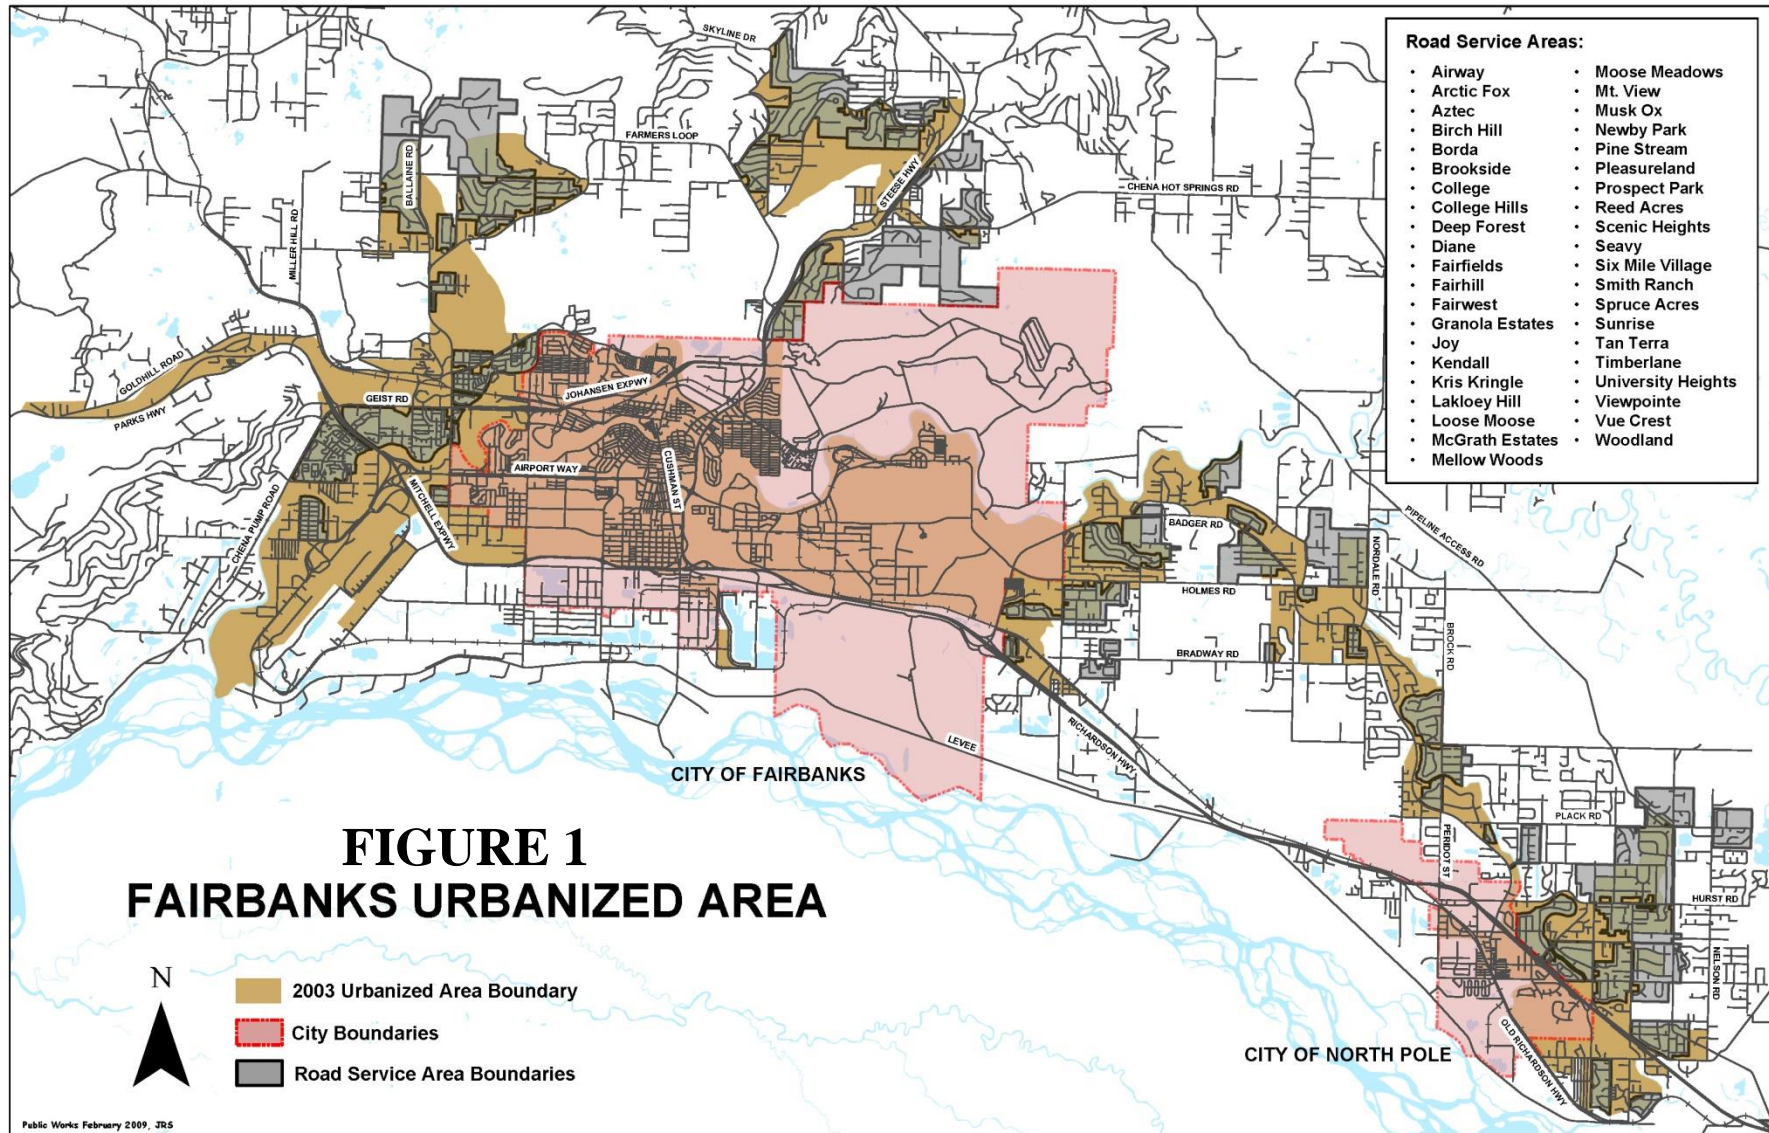 SKYLINE DR
Road Service Areas:
• Airway
• Arctic Fox
• Aztec
• Birch Hill
• Borda
• Brookside
• College
• College Hills
• Deep Forest
• Diane
• Fairfields
• Fairhill
• Fairwest
• Granola Estates
• Joy
• Kendall
• Kris Kringle
• Lakloey Hill
• Loose Moose
• McGrath Estates
• Mellow Woods
• Moose Meadows
• Mt. View
• Musk Ox
• Newby Park
• Pine Stream
• Pleasureland
• Prospect Park
• Reed Acres
• Scenic Heights
• Seavy
• Six Mile Village
• Smith Ranch
• Spruce Acres
• Sunrise
• Tan Terra
• Timberlane
• University Heights
• Viewpointe
• Vue Crest
• Woodland
FARMERS LOOP
BALLAINE RD
STEESE HWY
CHENA HOT SPRINGS RD
MILLER HILL RD
GOLDHILL ROAD
PARKS HWY
GEIST RD
JOHANSEN EXPWY
AIRPORT WAY
CUSHMAN ST
MITCHELL EXPWY
CHENA PUMP ROAD
BADGER RD
NORDALE RD
PIPELINE ACCESS RD
HOLMES RD
BRADWAY RD
BROCK RD
RICHARDSON HWY
LEVEE
CITY OF FAIRBANKS
PLACK RD
PERIDOT ST
HURST RD
NELSON RD
OLD RICHARDSON HWY
CITY OF NORTH POLE
FIGURE 1
FAIRBANKS URBANIZED AREA
N
2003 Urbanized Area Boundary
City Boundaries
Road Service Area Boundaries
Public Works February 2009, JRS